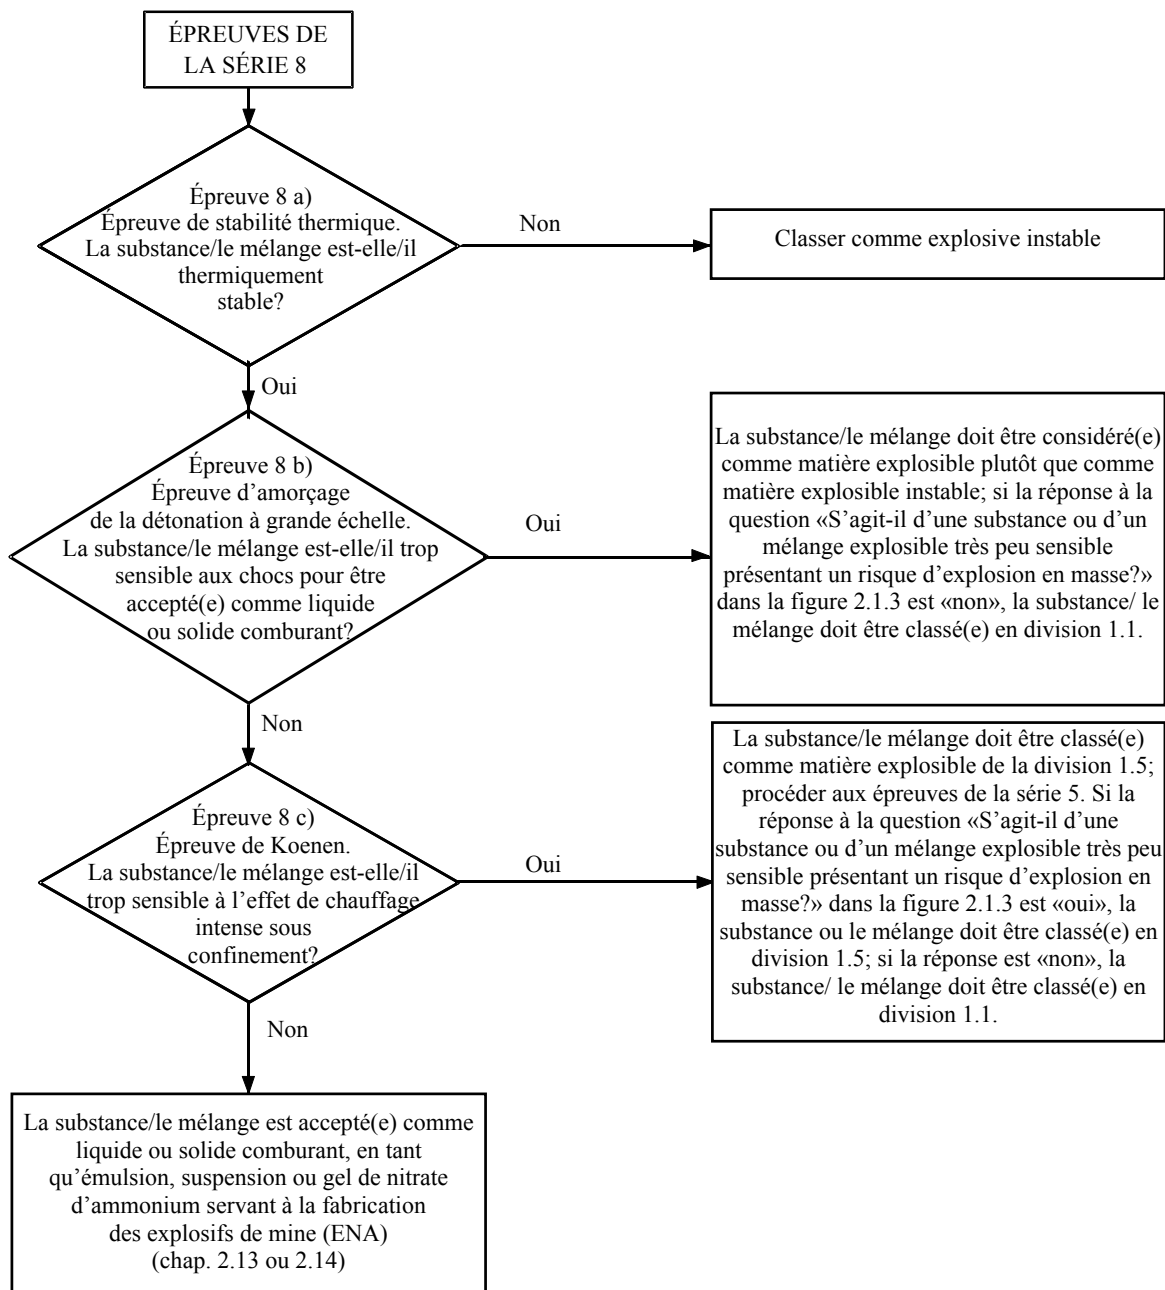 ÉPREUVES DE
LA SÉRIE 8
Épreuve 8 a)
Épreuve de stabilité thermique.
La substance/le mélange est-elle/il
thermiquement
stable?
Non
Classer comme explosive instable
Oui
Épreuve 8 b)
Épreuve d’amorçage
de la détonation à grande échelle.
La substance/le mélange est-elle/il trop
sensible aux chocs pour être
accepté(e) comme liquide
ou solide comburant?
Oui
La substance/le mélange doit être considéré(e)
comme matière explosible plutôt que comme
matière explosible instable; si la réponse à la
question «S’agit-il d’une substance ou d’un
mélange explosible très peu sensible
présentant un risque d’explosion en masse?»
dans la figure 2.1.3 est «non», la substance/ le
mélange doit être classé(e) en division 1.1.
Non
Épreuve 8 c)
Épreuve de Koenen.
La substance/le mélange est-elle/il
trop sensible à l’effet de chauffage
intense sous
confinement?
Oui
La substance/le mélange doit être classé(e)
comme matière explosible de la division 1.5;
procéder aux épreuves de la série 5. Si la
réponse à la question «S’agit-il d’une
substance ou d’un mélange explosible très peu
sensible présentant un risque d’explosion en
masse?» dans la figure 2.1.3 est «oui», la
substance ou le mélange doit être classé(e) en
division 1.5; si la réponse est «non», la
substance/ le mélange doit être classé(e) en
division 1.1.
Non
La substance/le mélange est accepté(e) comme
liquide ou solide comburant, en tant
qu’émulsion, suspension ou gel de nitrate
d’ammonium servant à la fabrication
des explosifs de mine (ENA)
(chap. 2.13 ou 2.14)